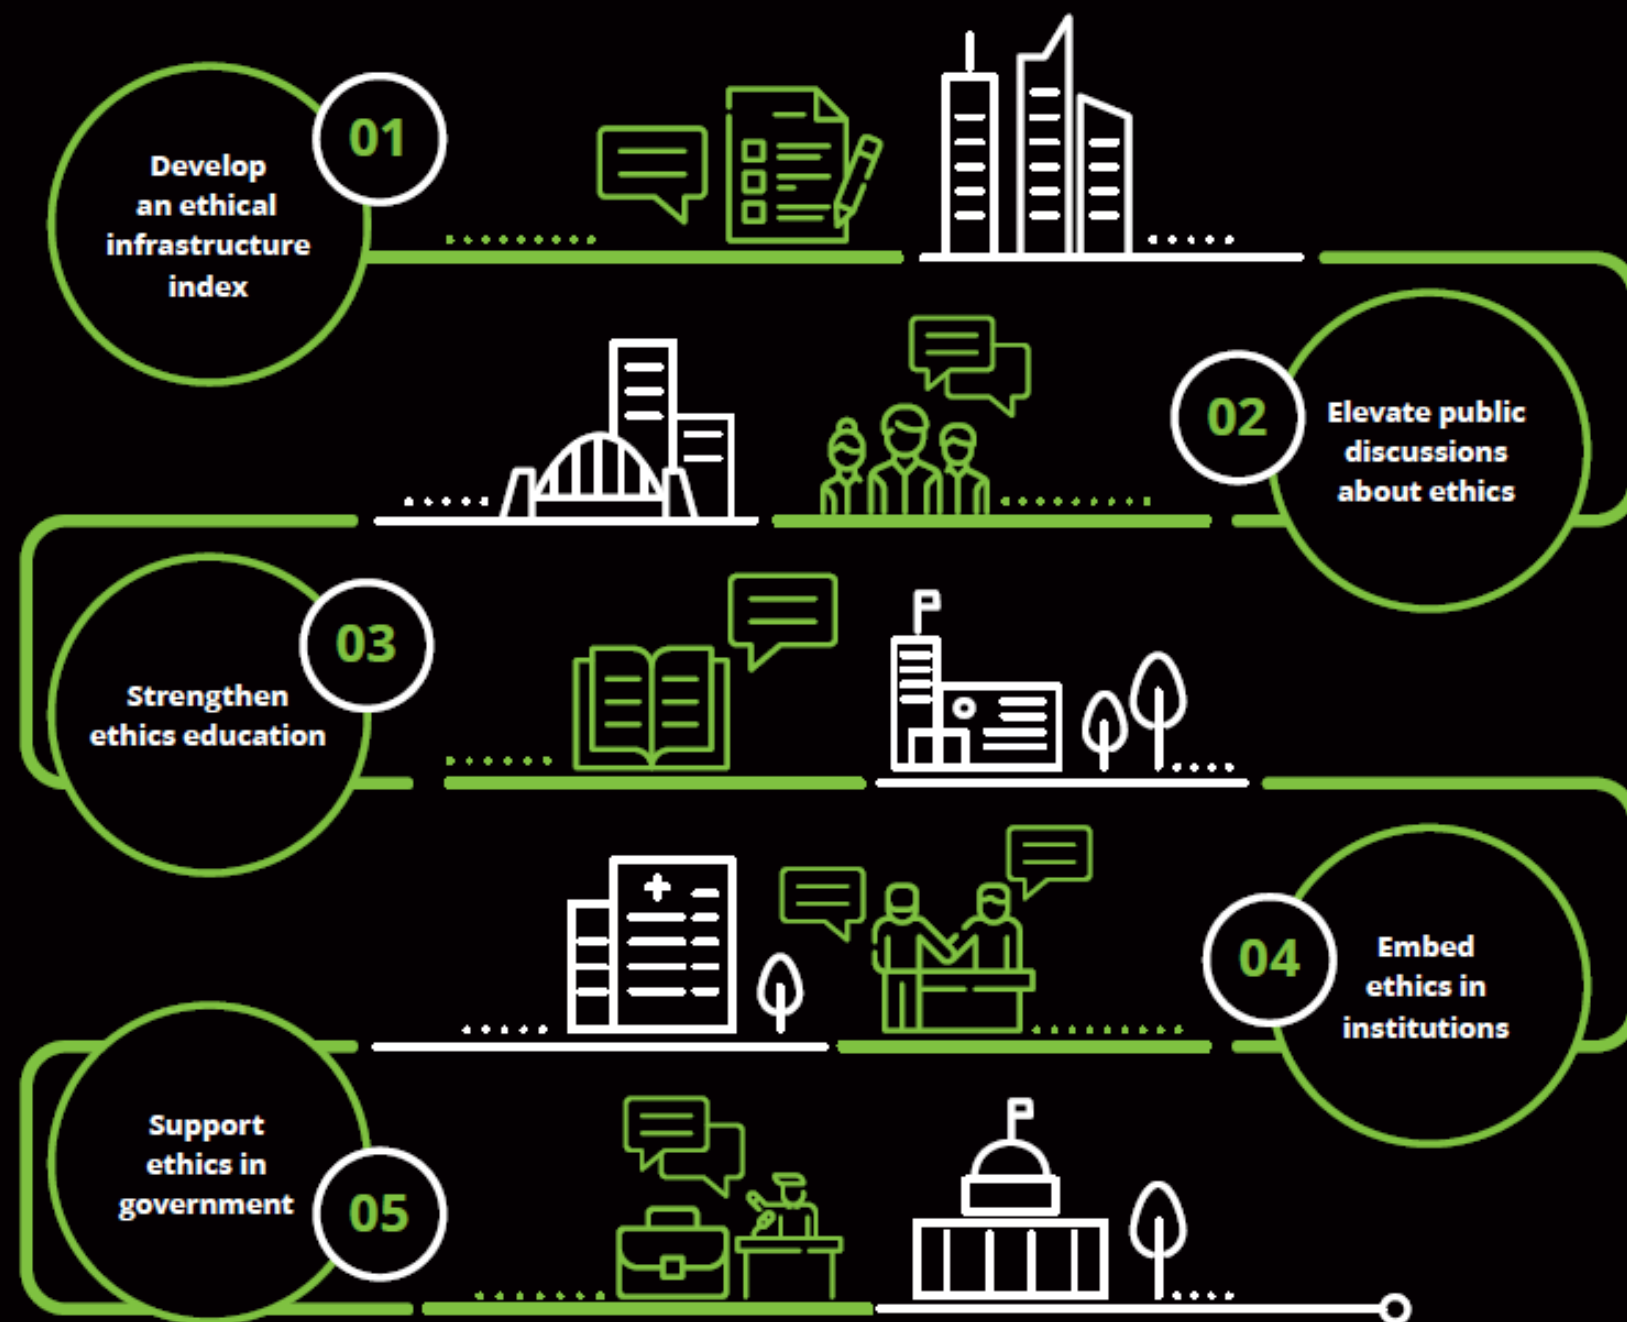 01
Develop
an ethical
infrastructure
index
02
Elevate public
discussions
about ethics
03
Strengthen
ethics education
04
Embed
ethics in
institutions
Support
ethics in
government
05